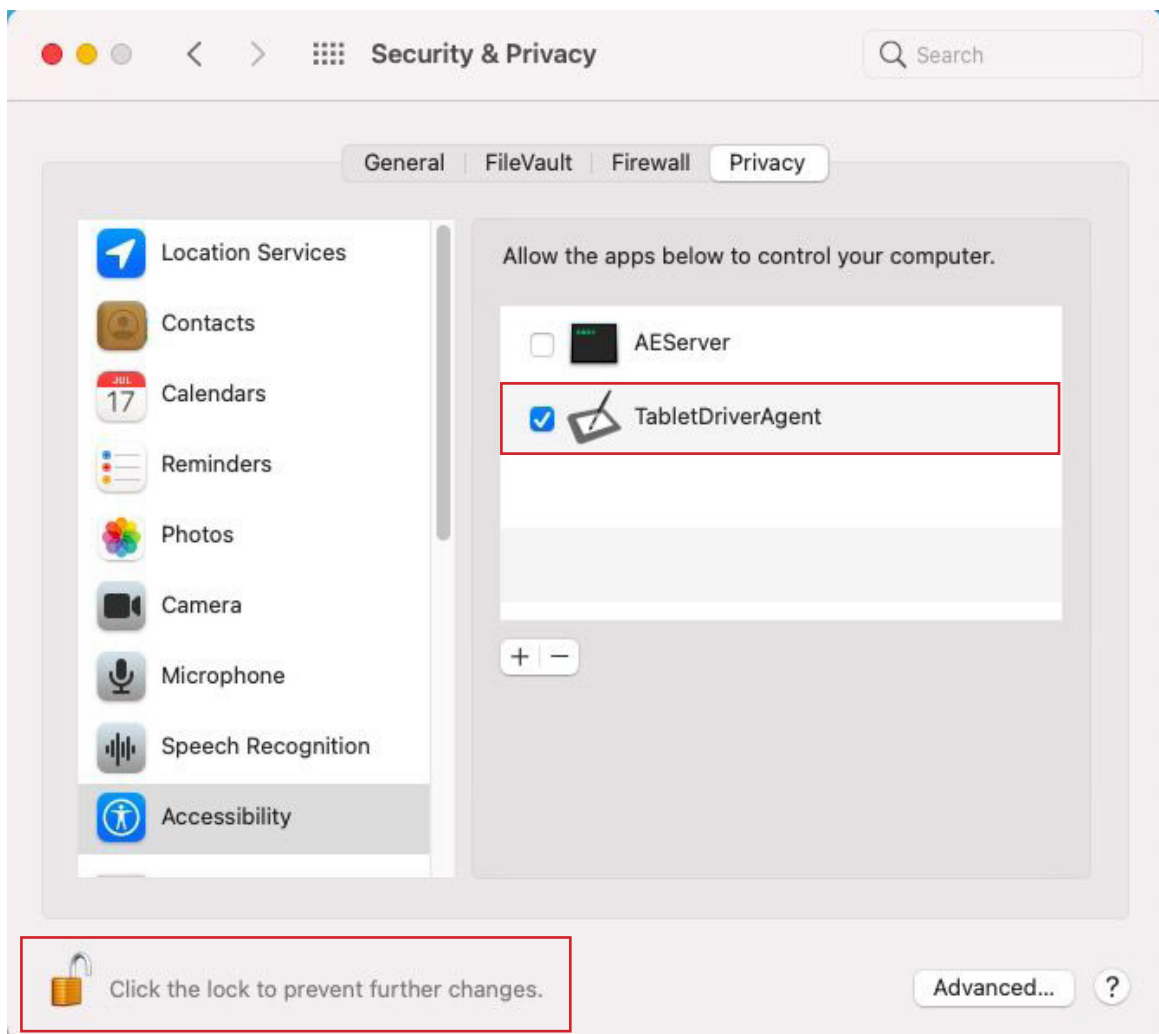 Security & Privacy
Search
General
FileVault
Firewall
Privacy
Location Services
Contacts
JUL
17
Calendars
Reminders
Photos
Camera
Microphone
Speech Recognition
Accessibility
Allow the apps below to control your computer.
AEServer
TabletDriverAgent
+ −
Click the lock to prevent further changes.
Advanced...
?